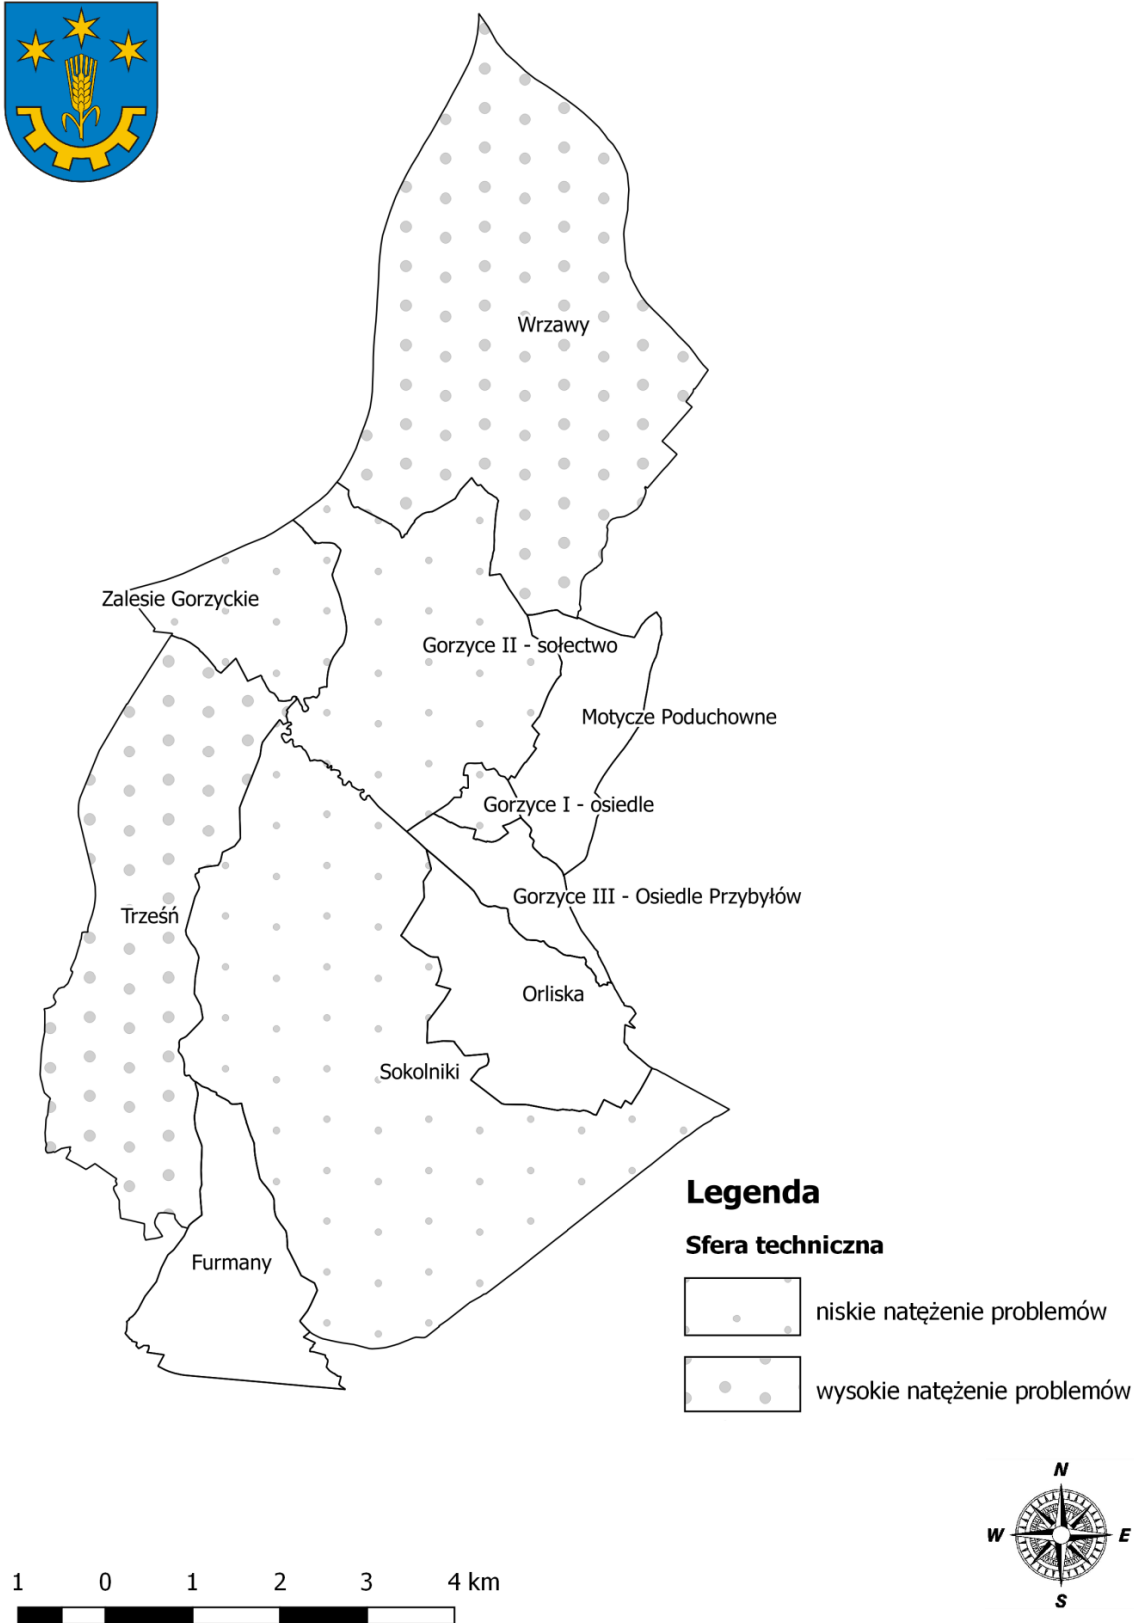 Wrzawy
Zalesie Gorzyckie
Gorzyce II - sołectwo
Motycze Poduchowne
Gorzyce I - osiedle
Gorzyce III - Osiedle Przybyłów
Trześń
Orliska
Sokolniki
Furmany
Legenda
Sfera techniczna
niskie natężenie problemów
wysokie natężenie problemów
N
W E
S
1 0 1 2 3 4 km